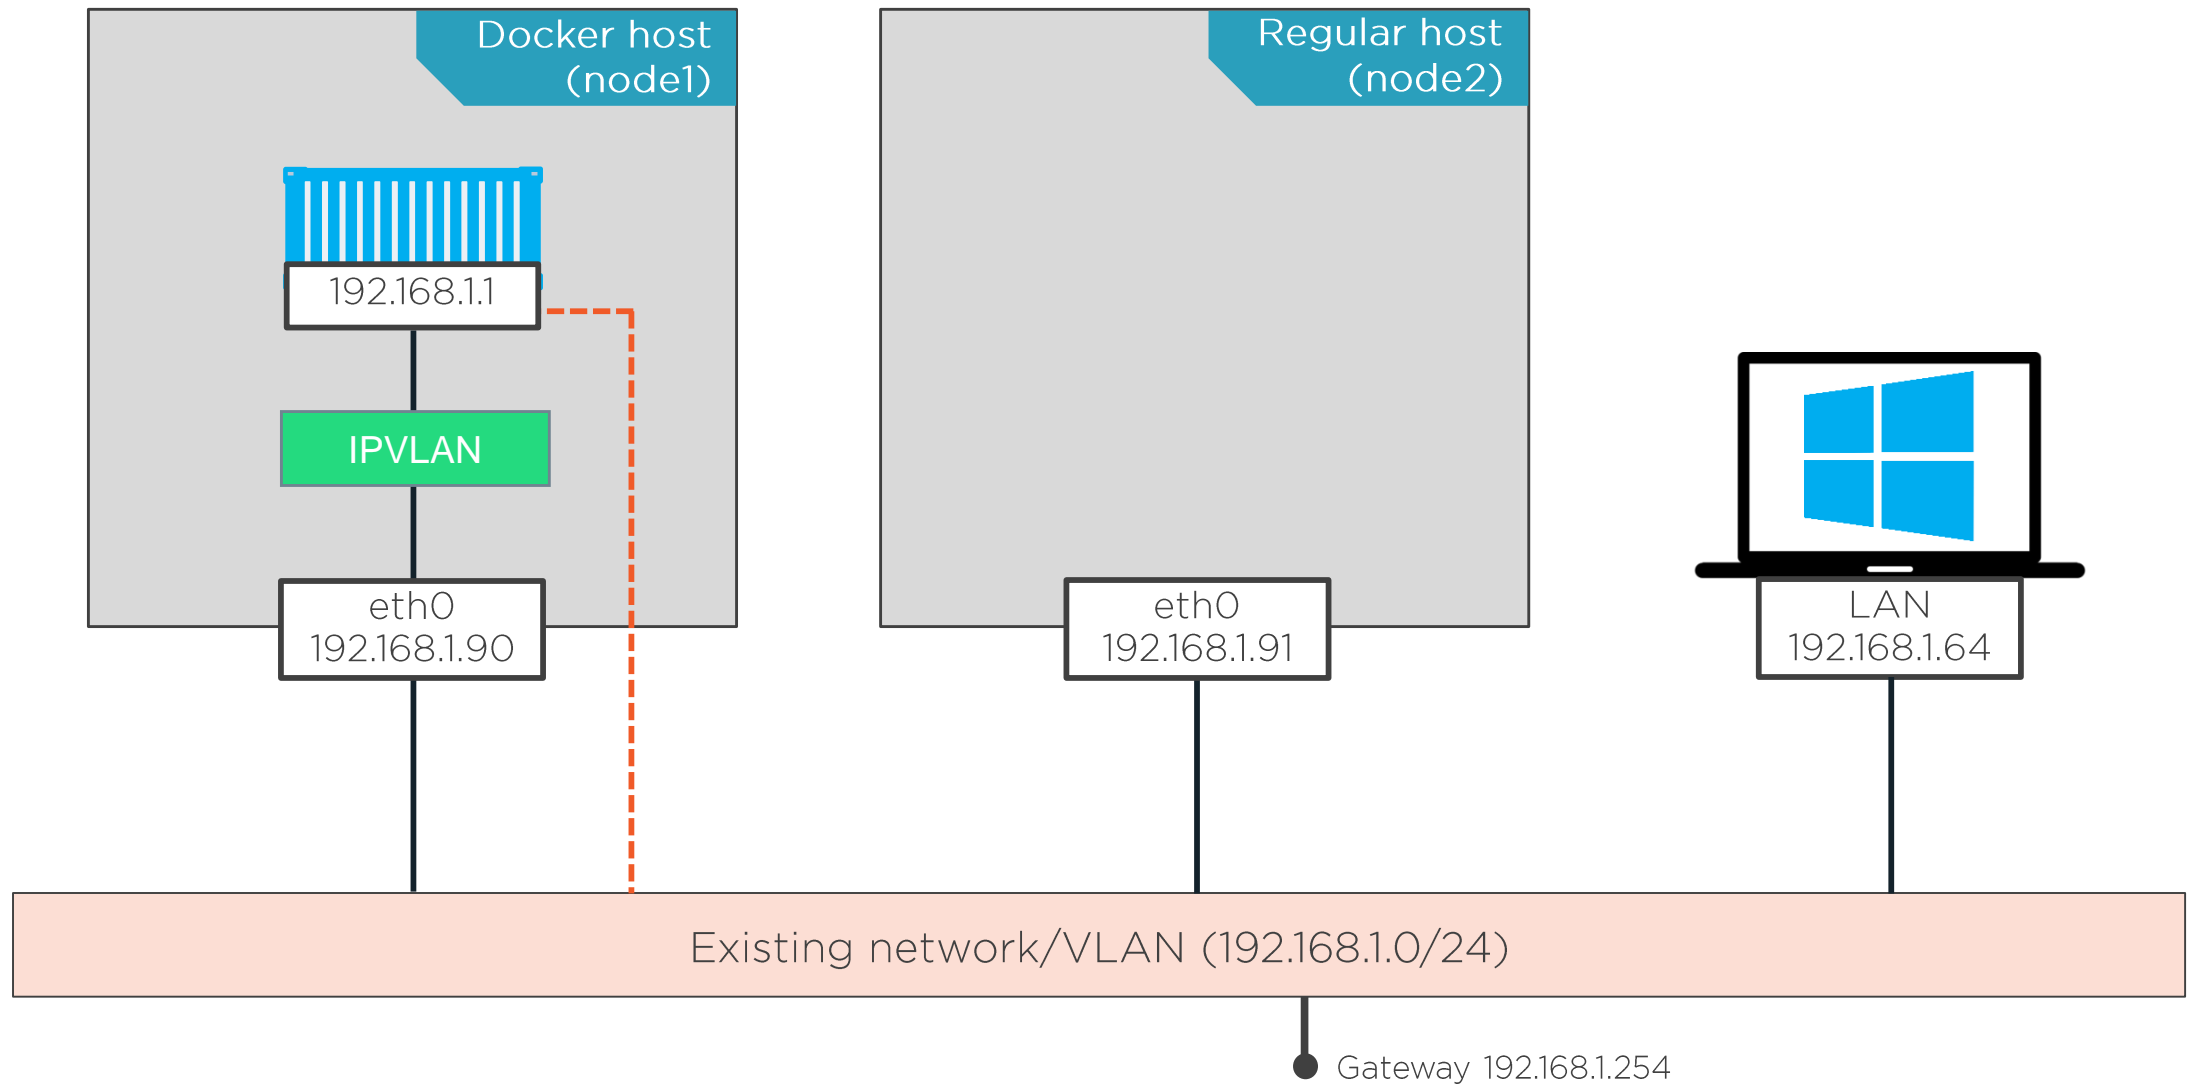 Docker host
(node1)
Regular host
(node2)
192.168.1.1
IPVLAN
eth0
192.168.1.90
eth0
192.168.1.91
LAN
192.168.1.64
Existing network/VLAN (192.168.1.0/24)
Gateway 192.168.1.254